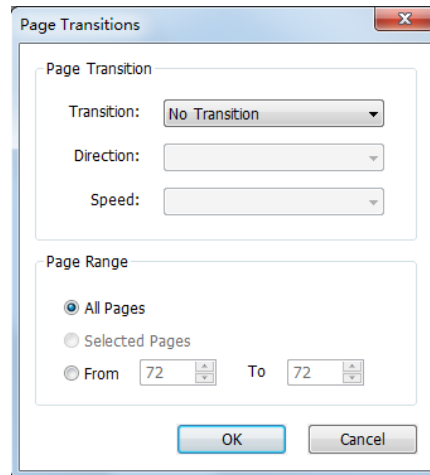 Page Transitions
Page Transition
Transition: No Transition
Direction:
Speed:
Page Range
All Pages
Selected Pages
From 72 To 72
OK Cancel